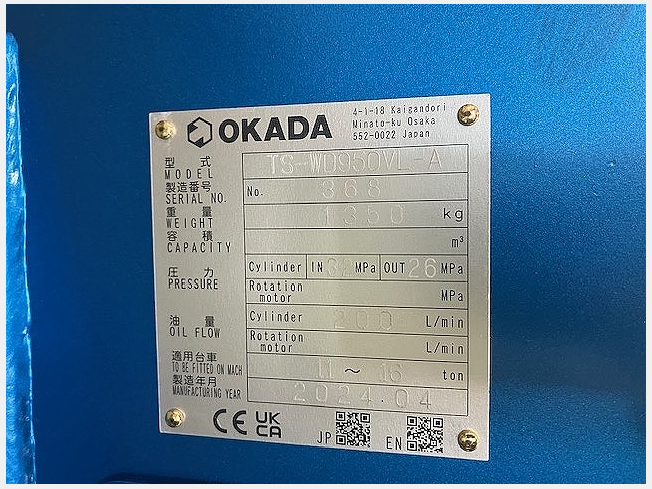 OKADA
4-1-18 Kaigandori
Minato-ku Osaka
552-0022 Japan
型式 TS-WD950VL-A
MODEL
製造番号 No. 368
SERIAL NO.
重量 1350 kg
WEIGHT
容積 m³
CAPACITY
圧力 Cylinder IN MPa OUT 26 MPa
PRESSURE Rotation motor MPa
油量 Cylinder 200 L/min
OIL FLOW Rotation motor L/min
適用台車 11 ～ 16 ton
TO BE FITTED ON MACH
製造年月 2024.04
MANUFACTURING YEAR
CE UKCA JP EN